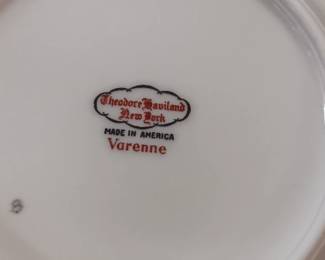 Theodore Haviland
New York
MADE IN AMERICA
Varenne